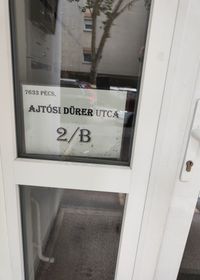 7633 PÉCS,
AJTÓSI DÜRER UTCA
2/B